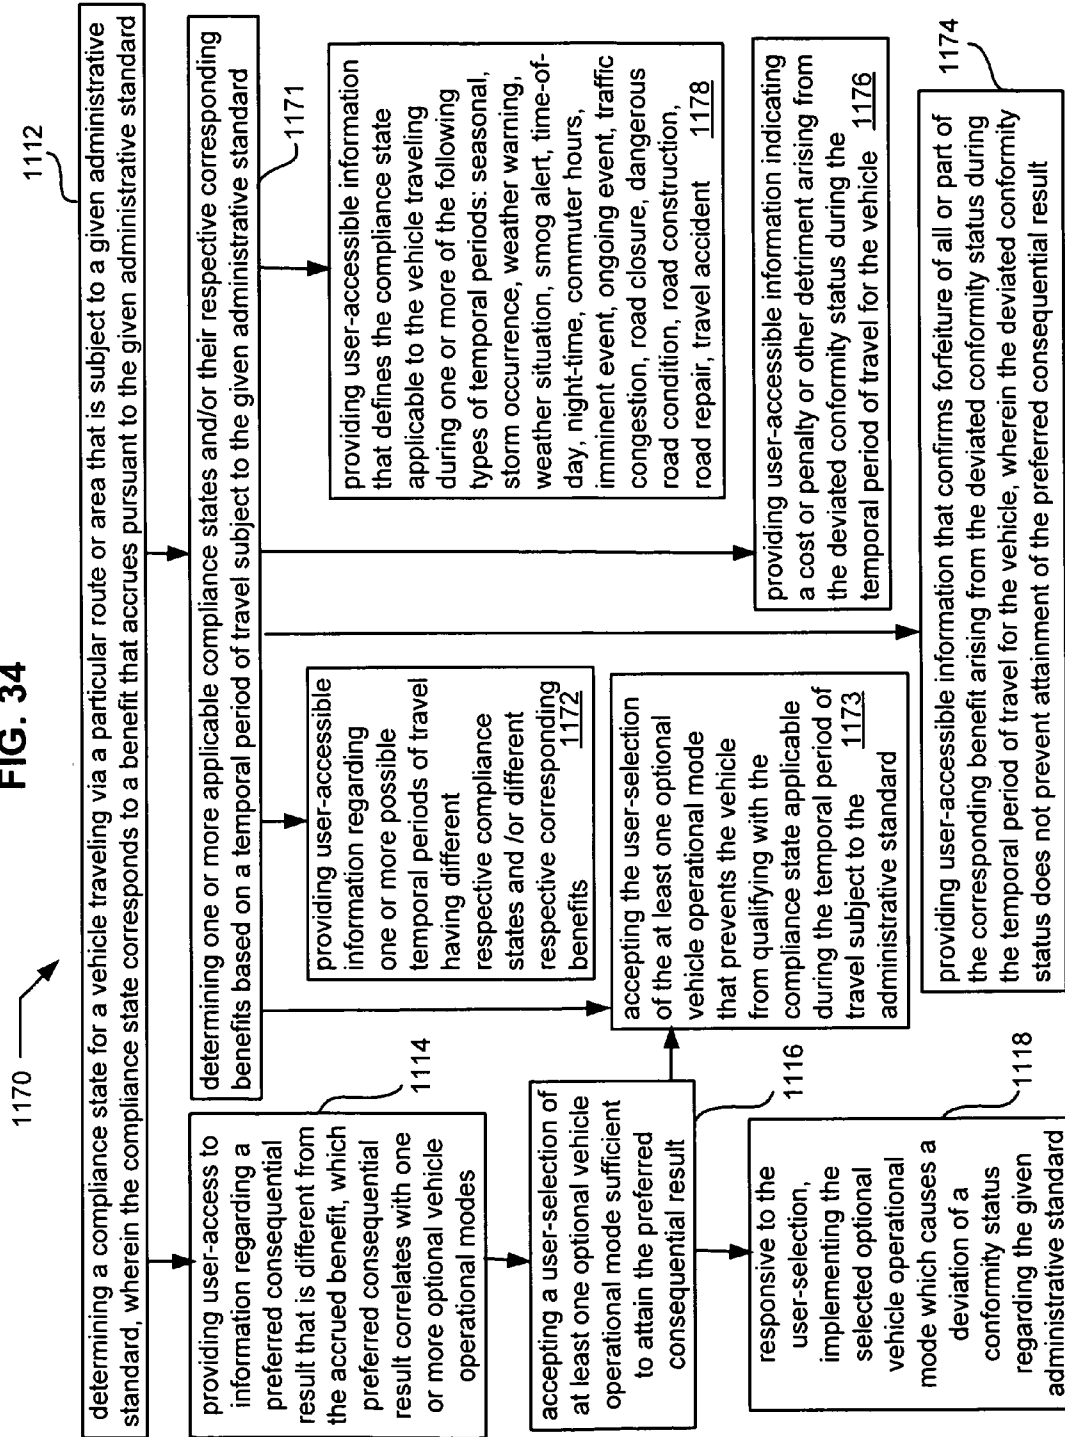 FIG. 34
1170
1112
determining a compliance state for a vehicle traveling via a particular route or area that is subject to a given administrative
standard, wherein the compliance state corresponds to a benefit that accrues pursuant to the given administrative standard
determining one or more applicable compliance states and/or their respective corresponding
benefits based on a temporal period of travel subject to the given administrative standard
1171
providing user-access to
information regarding a
preferred consequential
result that is different from
the accrued benefit, which
preferred consequential
result correlates with one
or more optional vehicle
operational modes
1114
providing user-accessible
information regarding
one or more possible
temporal periods of travel
having different
respective compliance
states and /or different
respective corresponding
benefits 1172
providing user-accessible information
that defines the compliance state
applicable to the vehicle traveling
during one or more of the following
types of temporal periods: seasonal,
storm occurrence, weather warning,
weather situation, smog alert, time-of-
day, night-time, commuter hours,
imminent event, ongoing event, traffic
congestion, road closure, dangerous
road condition, road construction,
road repair, travel accident 1178
accepting a user-selection of
at least one optional vehicle
operational mode sufficient
to attain the preferred
consequential result
1116
accepting the user-selection
of the at least one optional
vehicle operational mode
that prevents the vehicle
from qualifying with the
compliance state applicable
during the temporal period of
travel subject to the 1173
administrative standard
providing user-accessible information indicating
a cost or penalty or other detriment arising from
the deviated conformity status during the
temporal period of travel for the vehicle 1176
responsive to the
user-selection,
implementing the
selected optional
vehicle operational
mode which causes a
deviation of a
conformity status
regarding the given
administrative standard
1118
providing user-accessible information that confirms forfeiture of all or part of
the corresponding benefit arising from the deviated conformity status during
the temporal period of travel for the vehicle, wherein the deviated conformity
status does not prevent attainment of the preferred consequential result
1174